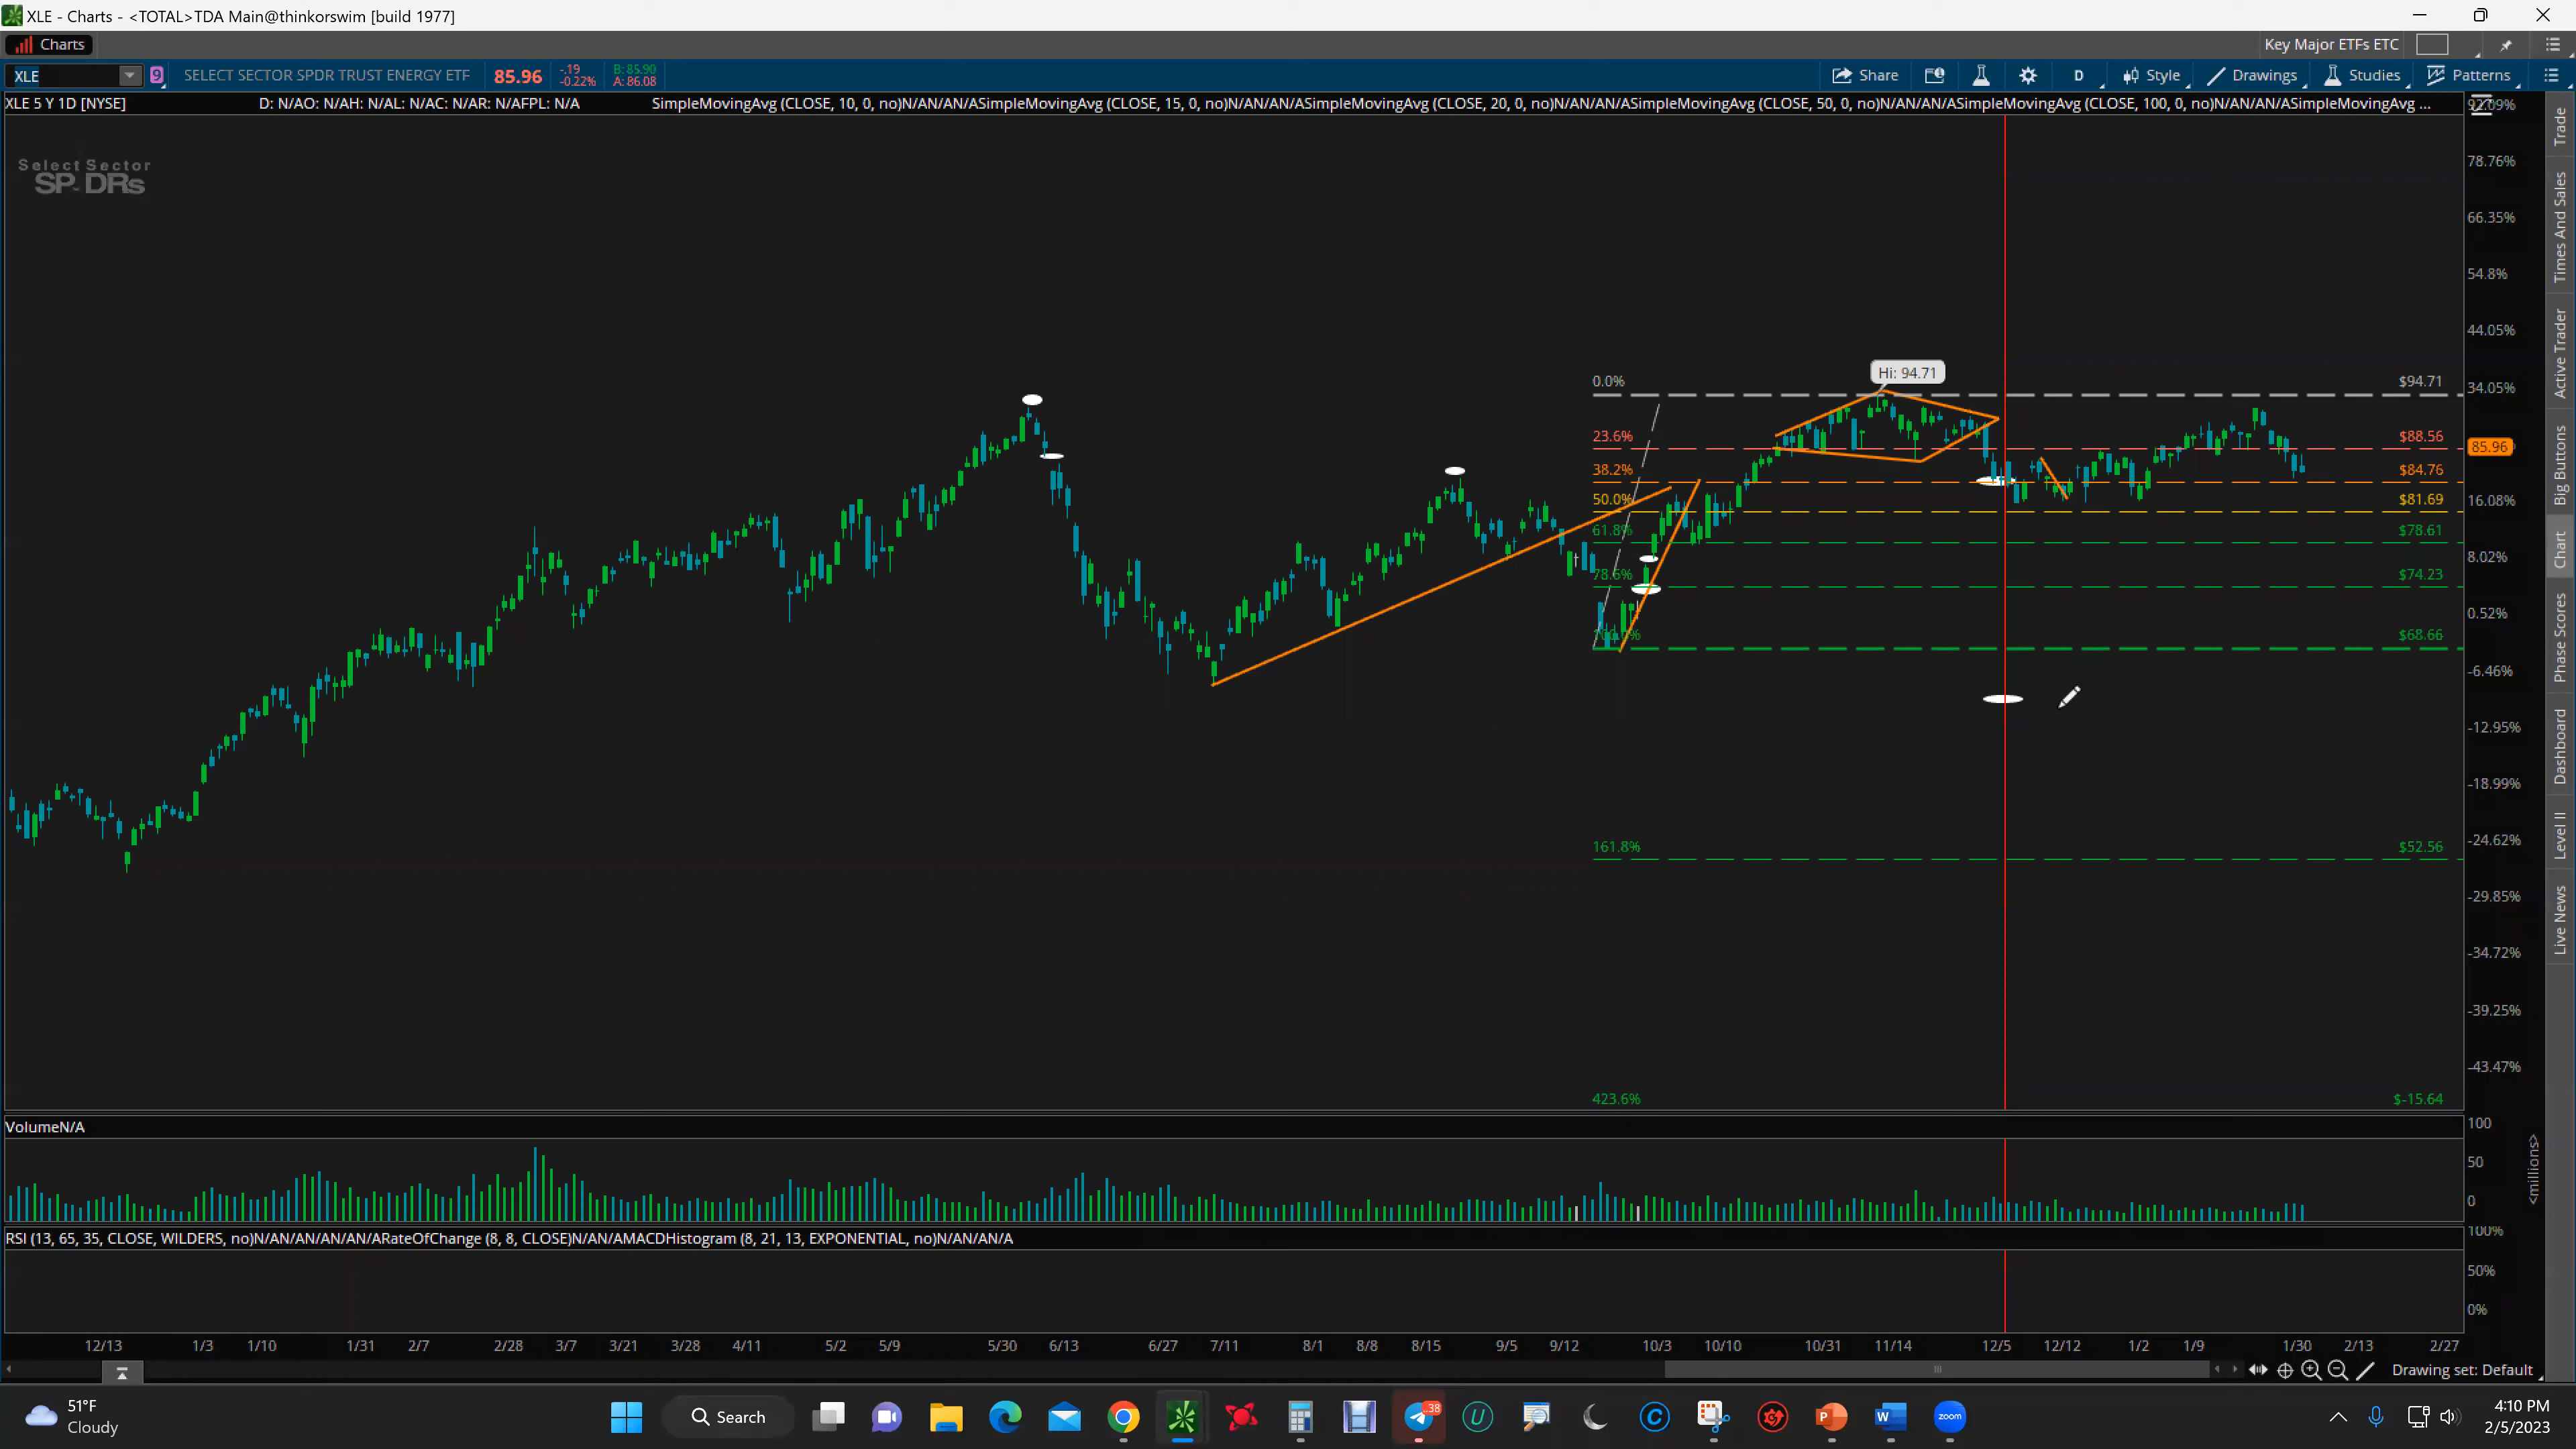 XLE - Charts - <TOTAL>TDA Main@thinkorswim [build 1977]
Charts
Key Major ETFs ETC
XLE
9
SELECT SECTOR SPDR TRUST ENERGY ETF
85.96
-.19
-0.22%
B: 85.90
A: 86.08
Share
D
Style
Drawings
Studies
Patterns
XLE 5 Y 1D [NYSE]
D: N/AO: N/AH: N/AL: N/AC: N/AR: N/AFPL: N/A
SimpleMovingAvg (CLOSE, 10, 0, no)N/AN/AN/ASimpleMovingAvg (CLOSE, 15, 0, no)N/AN/AN/ASimpleMovingAvg (CLOSE, 20, 0, no)N/AN/AN/ASimpleMovingAvg (CLOSE, 50, 0, no)N/AN/AN/ASimpleMovingAvg (CLOSE, 100, 0, no)N/AN/AN/ASimpleMovingAvg ...
92.09%
Select Sector
SPDRs
78.76%
66.35%
54.8%
44.05%
34.05%
16.08%
8.02%
0.52%
-6.46%
-12.95%
-18.99%
-24.62%
-29.85%
-34.72%
-39.25%
-43.47%
85.96
Hi: 94.71
0.0%
$94.71
23.6%
$88.56
38.2%
$84.76
50.0%
$81.69
61.8%
$78.61
78.6%
$74.23
$68.66
161.8%
$52.56
423.6%
$-15.64
Trade
Times And Sales
Active Trader
Big Buttons
Chart
Phase Scores
Dashboard
Level II
Live News
VolumeN/A
100
50
0
<millions>
RSI (13, 65, 35, CLOSE, WILDERS, no)N/AN/AN/AN/AN/ARateOfChange (8, 8, CLOSE)N/AN/AMACDHistogram (8, 21, 13, EXPONENTIAL, no)N/AN/AN/A
100%
50%
0%
12/13
1/3
1/10
1/31
2/7
2/28
3/7
3/21
3/28
4/11
5/2
5/9
5/30
6/13
6/27
7/11
8/1
8/8
8/15
9/5
9/12
10/3
10/10
10/31
11/14
12/5
12/12
1/2
1/9
1/30
2/13
2/27
Drawing set: Default
51°F
Cloudy
Search
38
zoom
4:10 PM
2/5/2023